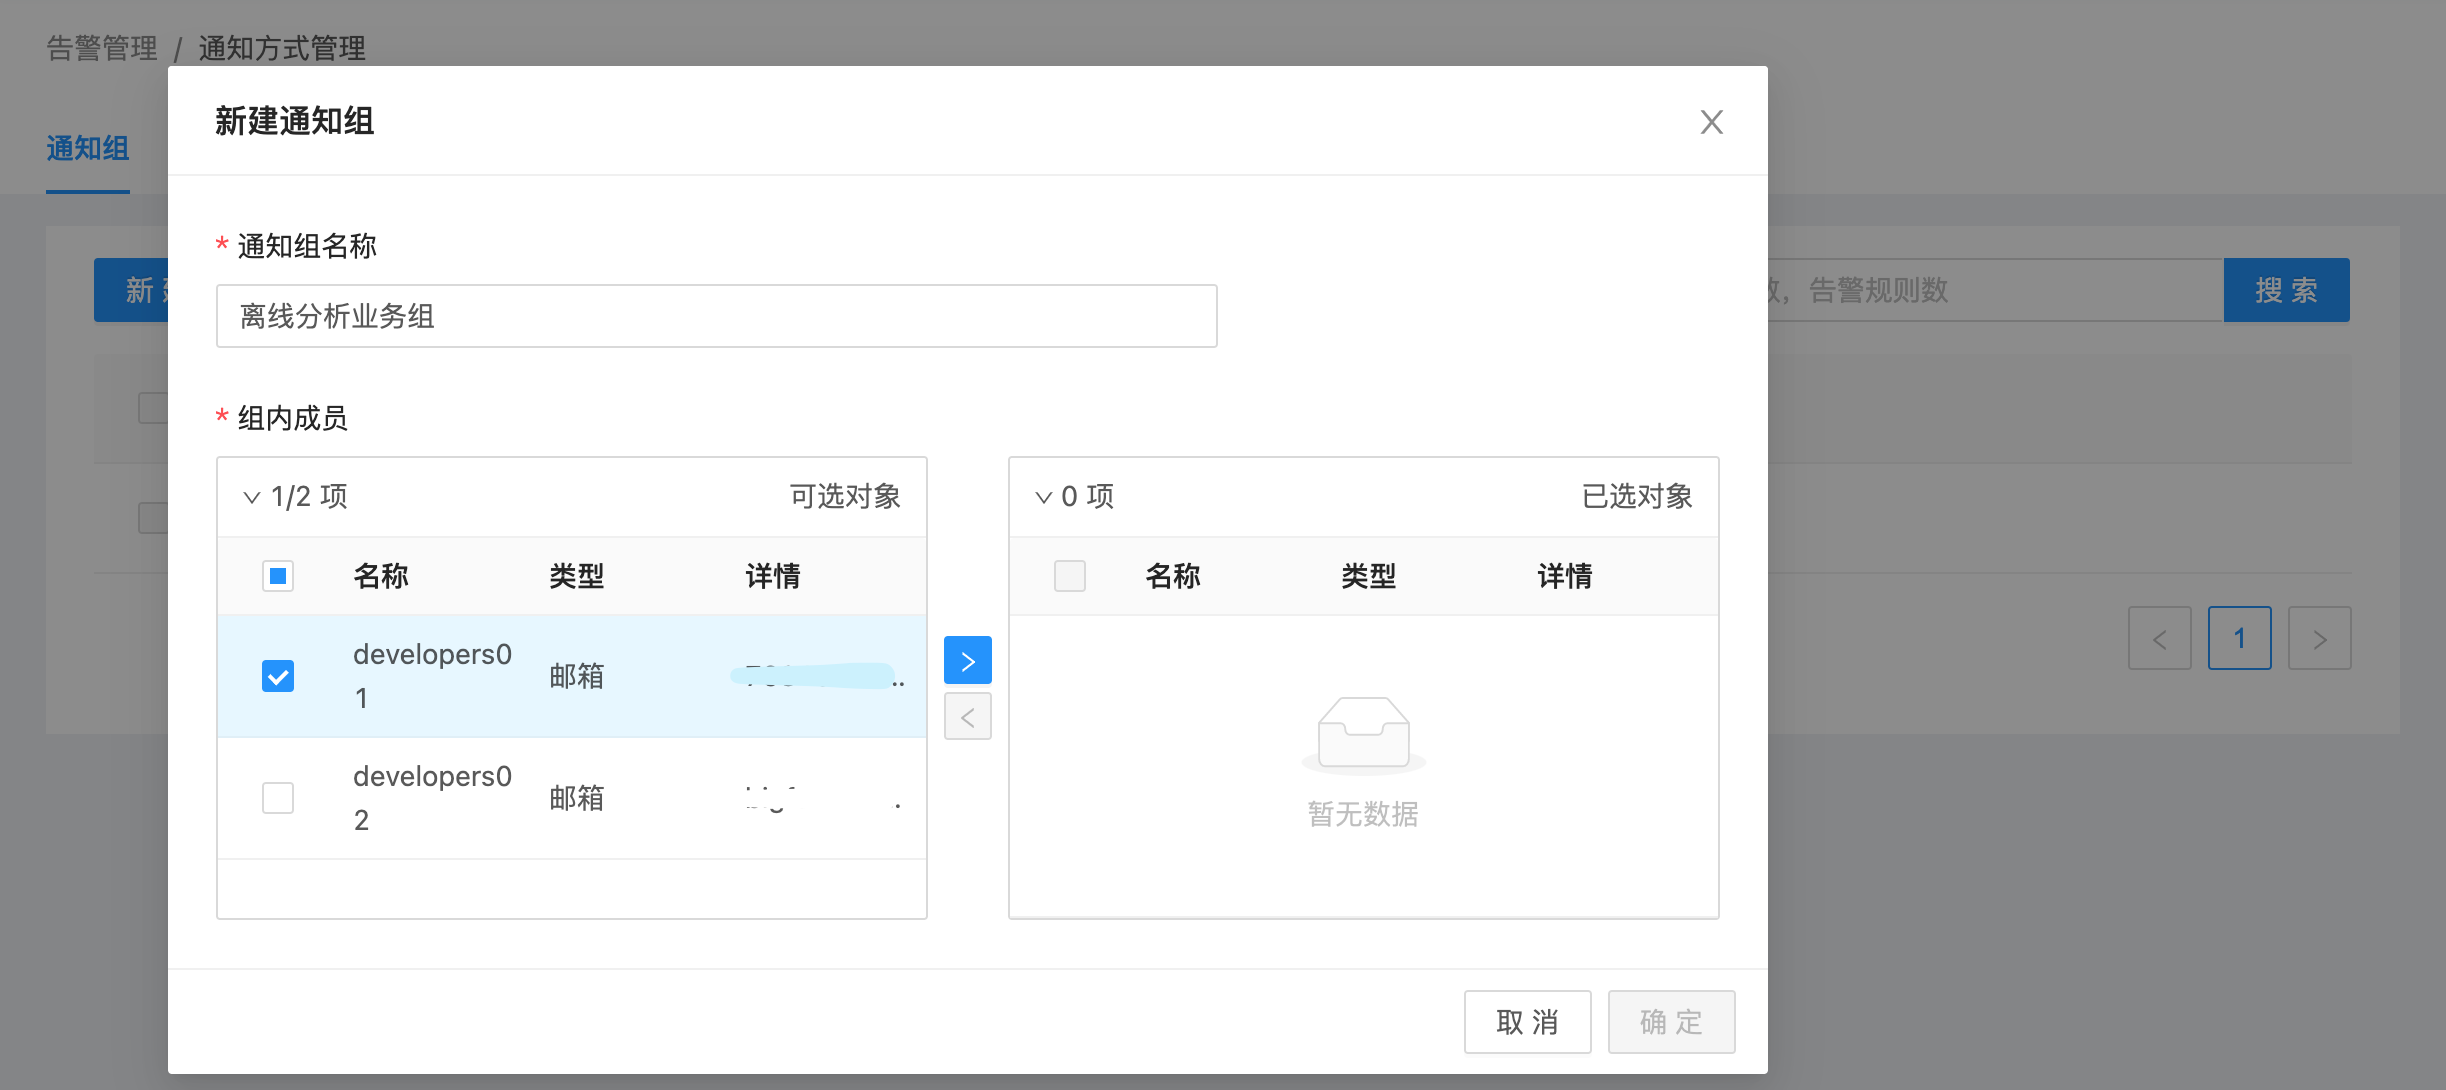 告警管理 / 通知方式管理
新建通知组
通知组
* 通知组名称
新
数，告警规则数
搜 索
离线分析业务组
* 组内成员
1/2 项
可选对象
0 项
已选对象
名称
类型
详情
名称
类型
详情
developers0
1
邮箱
1
developers0
2
邮箱
暂无数据
取 消
确 定